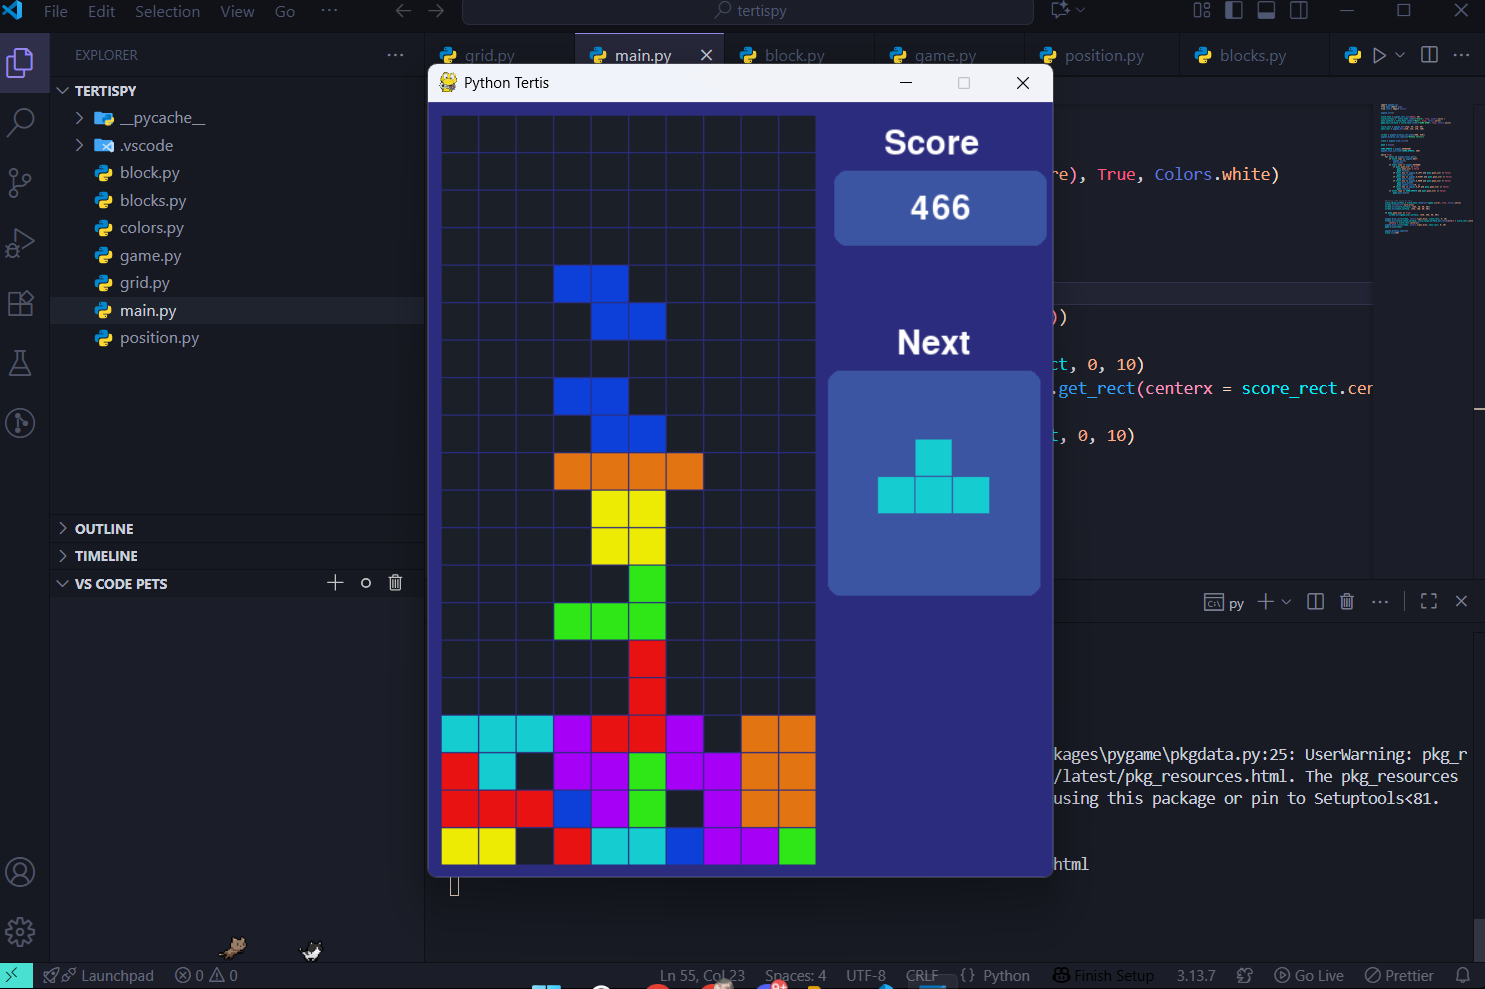 File Edit Selection View Go ··· tertispy
EXPLORER ···
grid.py main.py block.py game.py position.py blocks.py ···
TERTISPY
__pycache__
.vscode
block.py
blocks.py
colors.py
game.py
grid.py
main.py
position.py
OUTLINE
TIMELINE
VS CODE PETS
Python Tertis
Score
466
Next
re), True, Colors.white)
))
ct, 0, 10)
.get_rect(centerx = score_rect.cer
t, 0, 10)
py ···
kages\pygame\pkgdata.py:25: UserWarning: pkg_r
/latest/pkg_resources.html. The pkg_resources
using this package or pin to Setuptools<81.
html
Launchpad 0 0 Ln 55, Col 23 Spaces: 4 UTF-8 CRLF {} Python Finish Setup 3.13.7 Go Live Prettier